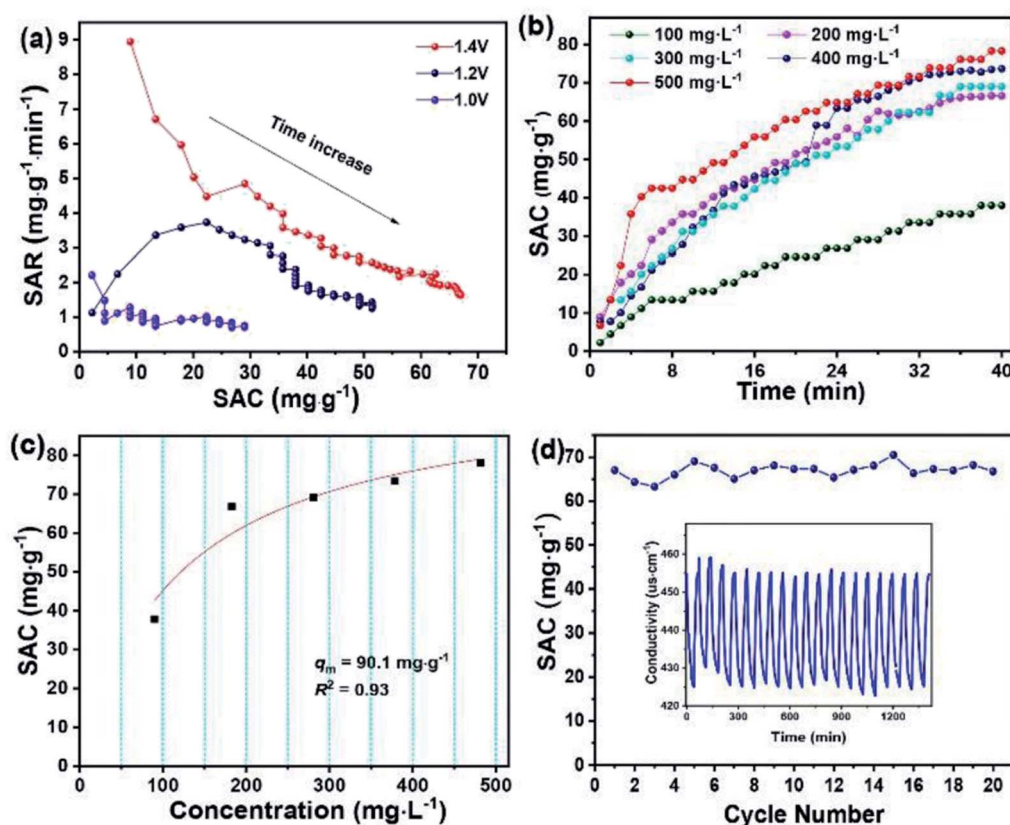 (a)
SAR (mg·g⁻¹·min⁻¹)
9
8
7
6
5
4
3
2
1
0
1.4V
1.2V
1.0V
Time increase
0 10 20 30 40 50 60 70 80
SAC (mg·g⁻¹)
(b)
SAC (mg·g⁻¹)
80
70
60
50
40
30
20
10
0
100 mg·L⁻¹ 200 mg·L⁻¹
300 mg·L⁻¹ 400 mg·L⁻¹
500 mg·L⁻¹
0 8 16 24 32 40
Time (min)
(c)
SAC (mg·g⁻¹)
80
70
60
50
40
30
20
10
0
qm = 90.1 mg·g⁻¹
R² = 0.93
0 100 200 300 400 500
Concentration (mg·L⁻¹)
(d)
SAC (mg·g⁻¹)
70
60
50
40
30
20
10
0
Conductivity (us·cm⁻¹)
460
450
440
430
420
0 300 600 900 1200
Time (min)
0 2 4 6 8 10 12 14 16 18 20
Cycle Number